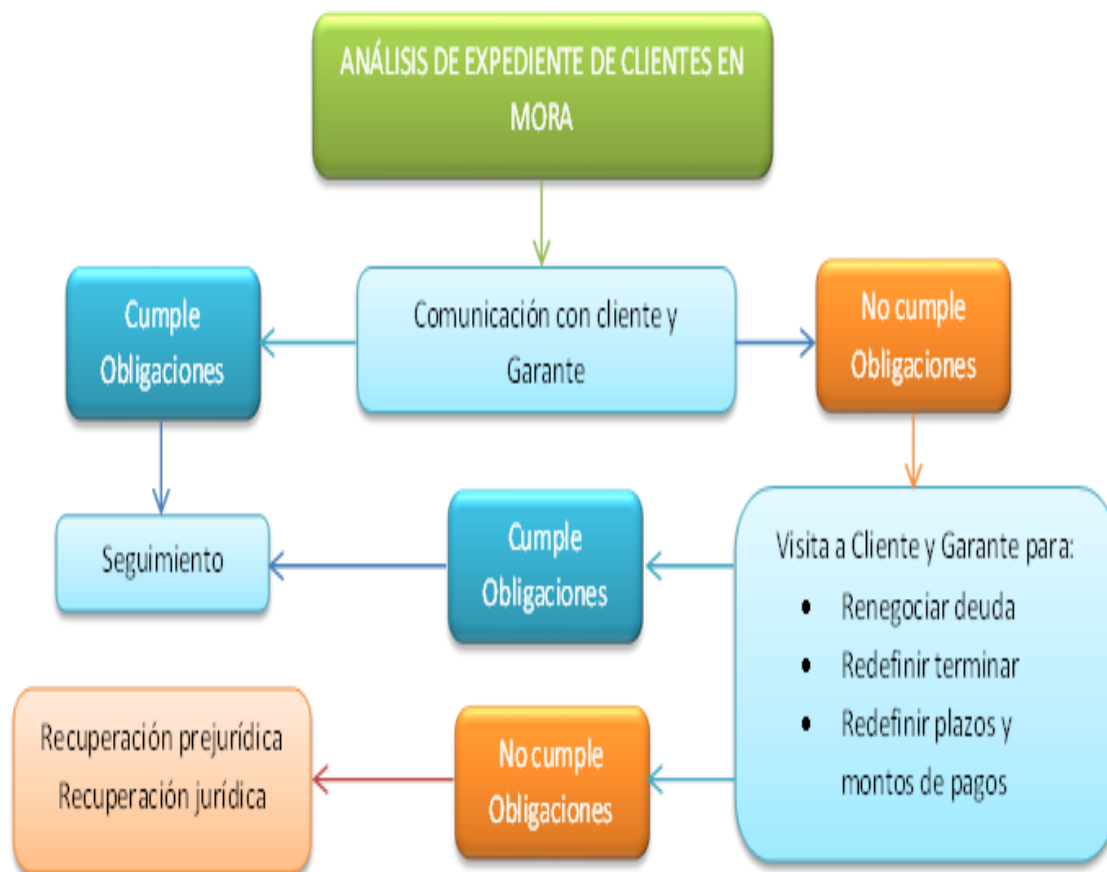 ANÁLISIS DE EXPEDIENTE DE CLIENTES EN
MORA
Cumple
Obligaciones
Comunicación con cliente y
Garante
No cumple
Obligaciones
Seguimiento
Cumple
Obligaciones
Visita a Cliente y Garante para:
• Renegociar deuda
• Redefinir terminar
• Redefinir plazos y
montos de pagos
Recuperación prejurídica
Recuperación jurídica
No cumple
Obligaciones